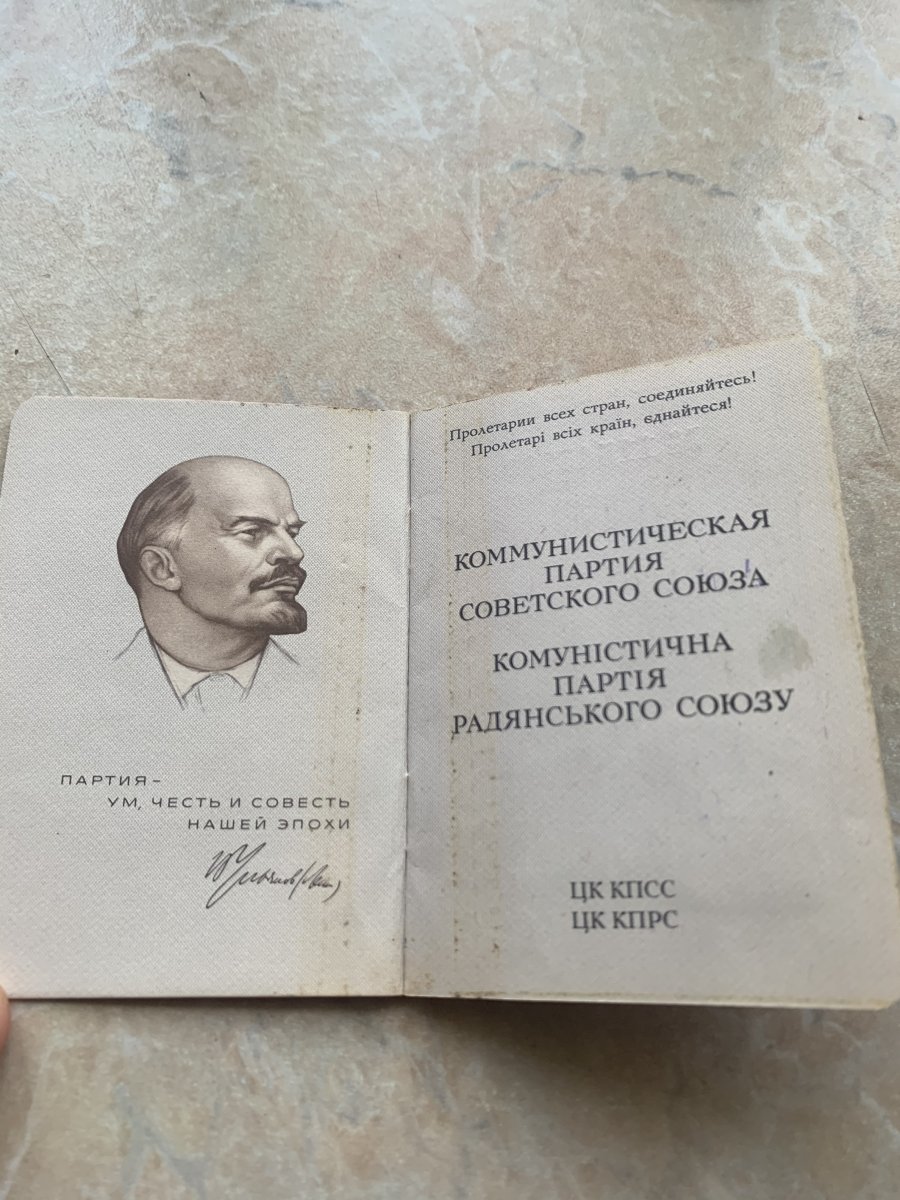 ПАРТИЯ–
УМ, ЧЕСТЬ И СОВЕСТЬ
НАШЕЙ ЭПОХИ
Пролетарии всех стран, соединяйтесь!
Пролетарі всіх країн, єднайтеся!
КОММУНИСТИЧЕСКАЯ
ПАРТИЯ
СОВЕТСКОГО СОЮЗА
КОМУНІСТИЧНА
ПАРТІЯ
РАДЯНСЬКОГО СОЮЗУ
ЦК КПСС
ЦК КПРС